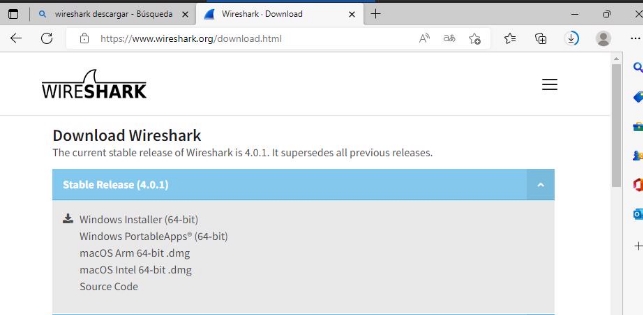 wireshark descargar - Búsqueda
Wireshark · Download
https://www.wireshark.org/download.html
WIRESHARK
Download Wireshark
The current stable release of Wireshark is 4.0.1. It supersedes all previous releases.
Stable Release (4.0.1)
Windows Installer (64-bit)
Windows PortableApps® (64-bit)
macOS Arm 64-bit .dmg
macOS Intel 64-bit .dmg
Source Code